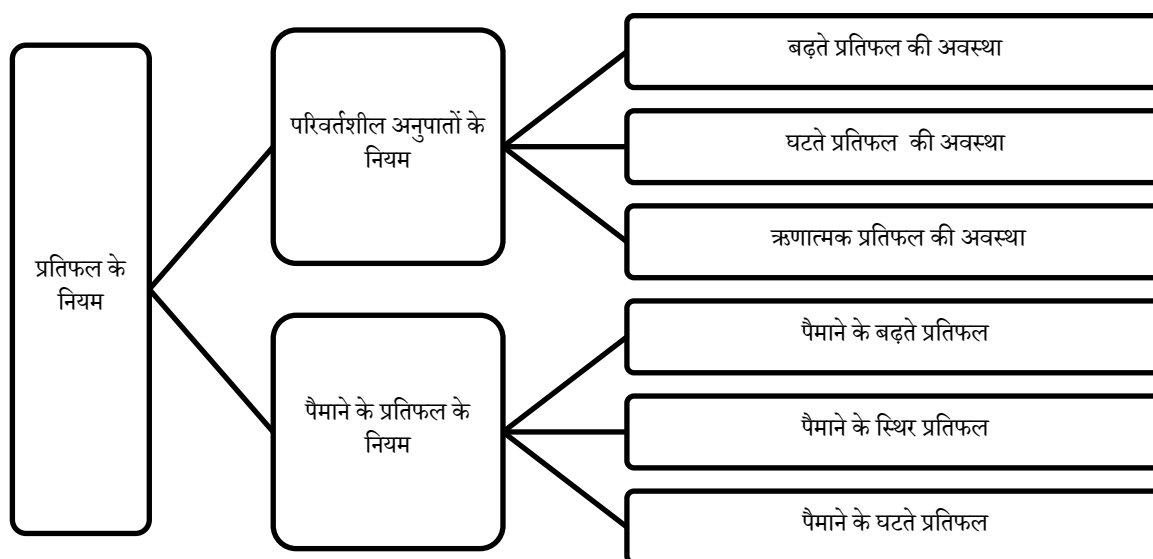 प्रतिफल के
नियम
परिवर्तशील अनुपातों के
नियम
बढ़ते प्रतिफल की अवस्था
घटते प्रतिफल की अवस्था
ऋणात्मक प्रतिफल की अवस्था
पैमाने के प्रतिफल के
नियम
पैमाने के बढ़ते प्रतिफल
पैमाने के स्थिर प्रतिफल
पैमाने के घटते प्रतिफल